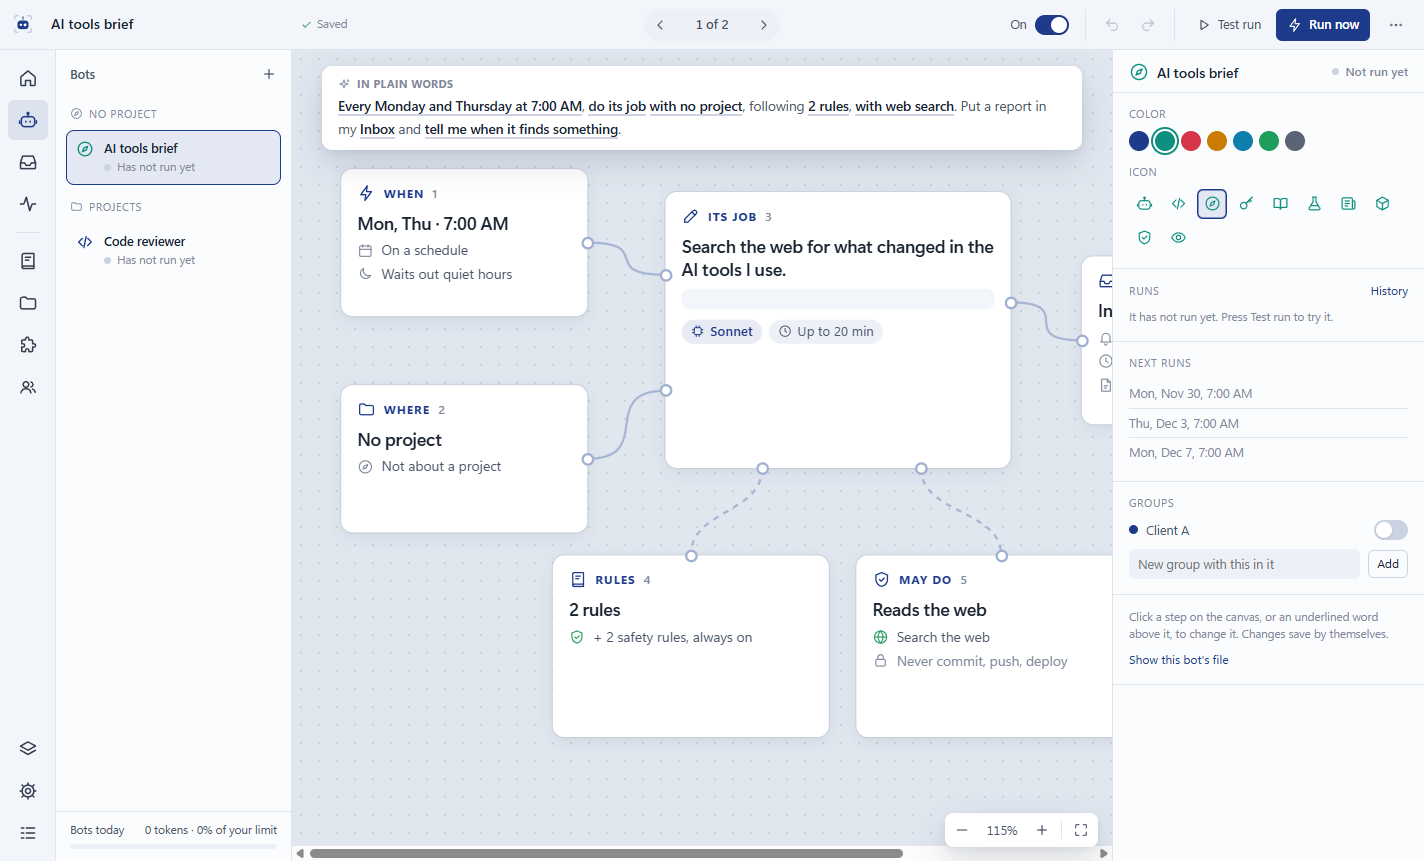 AI tools brief
Saved
1 of 2
On
Test run
Run now
Bots
NO PROJECT
AI tools brief
Has not run yet
PROJECTS
Code reviewer
Has not run yet
Bots today
0 tokens · 0% of your limit
IN PLAIN WORDS
Every Monday and Thursday at 7:00 AM, do its job with no project, following 2 rules, with web search. Put a report in
my Inbox and tell me when it finds something.
WHEN 1
Mon, Thu · 7:00 AM
On a schedule
Waits out quiet hours
WHERE 2
No project
Not about a project
ITS JOB 3
Search the web for what changed in the
AI tools I use.
Sonnet
Up to 20 min
In
RULES 4
2 rules
+ 2 safety rules, always on
MAY DO 5
Reads the web
Search the web
Never commit, push, deploy
115%
AI tools brief
Not run yet
COLOR
ICON
RUNS
History
It has not run yet. Press Test run to try it.
NEXT RUNS
Mon, Nov 30, 7:00 AM
Thu, Dec 3, 7:00 AM
Mon, Dec 7, 7:00 AM
GROUPS
Client A
New group with this in it
Add
Click a step on the canvas, or an underlined word
above it, to change it. Changes save by themselves.
Show this bot's file